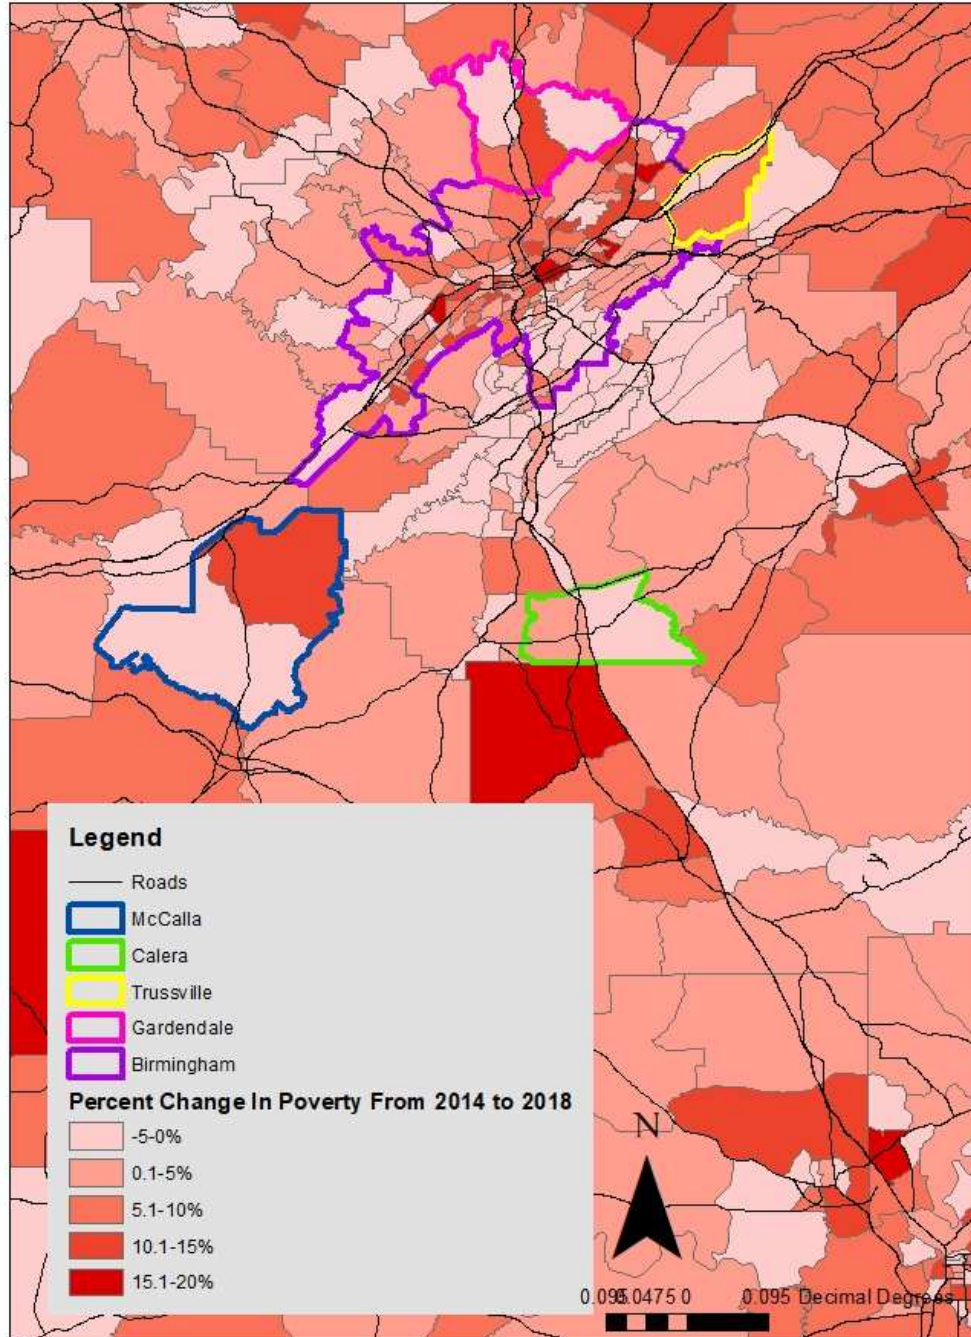 Legend
Roads
McCalla
Calera
Trussville
Gardendale
Birmingham
Percent Change In Poverty From 2014 to 2018
-5-0%
0.1-5%
5.1-10%
10.1-15%
15.1-20%
N
0.095 0.0475 0 0.095 Decimal Degrees